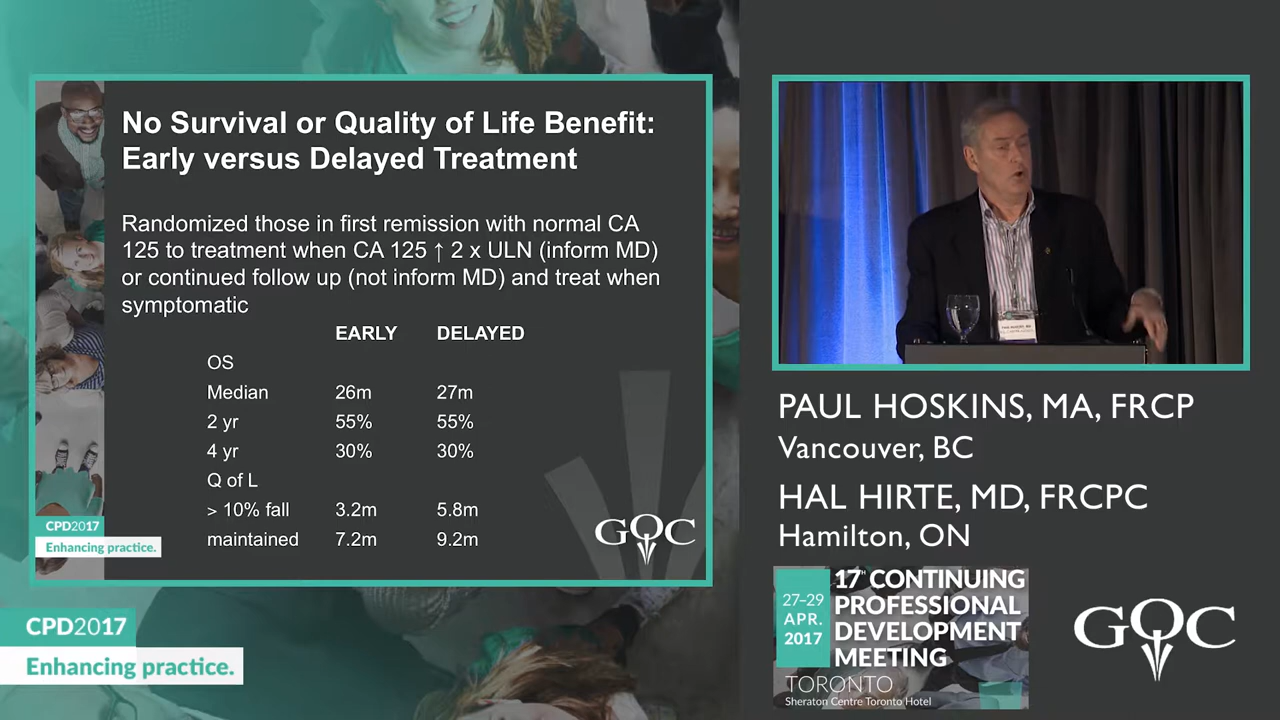 No Survival or Quality of Life Benefit:
Early versus Delayed Treatment
Randomized those in first remission with normal CA
125 to treatment when CA 125 ↑ 2 x ULN (inform MD)
or continued follow up (not inform MD) and treat when
symptomatic
EARLY DELAYED
OS
Median 26m 27m
2 yr 55% 55%
4 yr 30% 30%
Q of L
> 10% fall 3.2m 5.8m
maintained 7.2m 9.2m
CPD2017
Enhancing practice.
GOC
CPD2017
Enhancing practice.
PAUL HOSKINS, MA, FRCP
Vancouver, BC
HAL HIRTE, MD, FRCPC
Hamilton, ON
27–29
APR.
2017
17TH CONTINUING
PROFESSIONAL
DEVELOPMENT
MEETING
TORONTO
Sheraton Centre Toronto Hotel
GOC